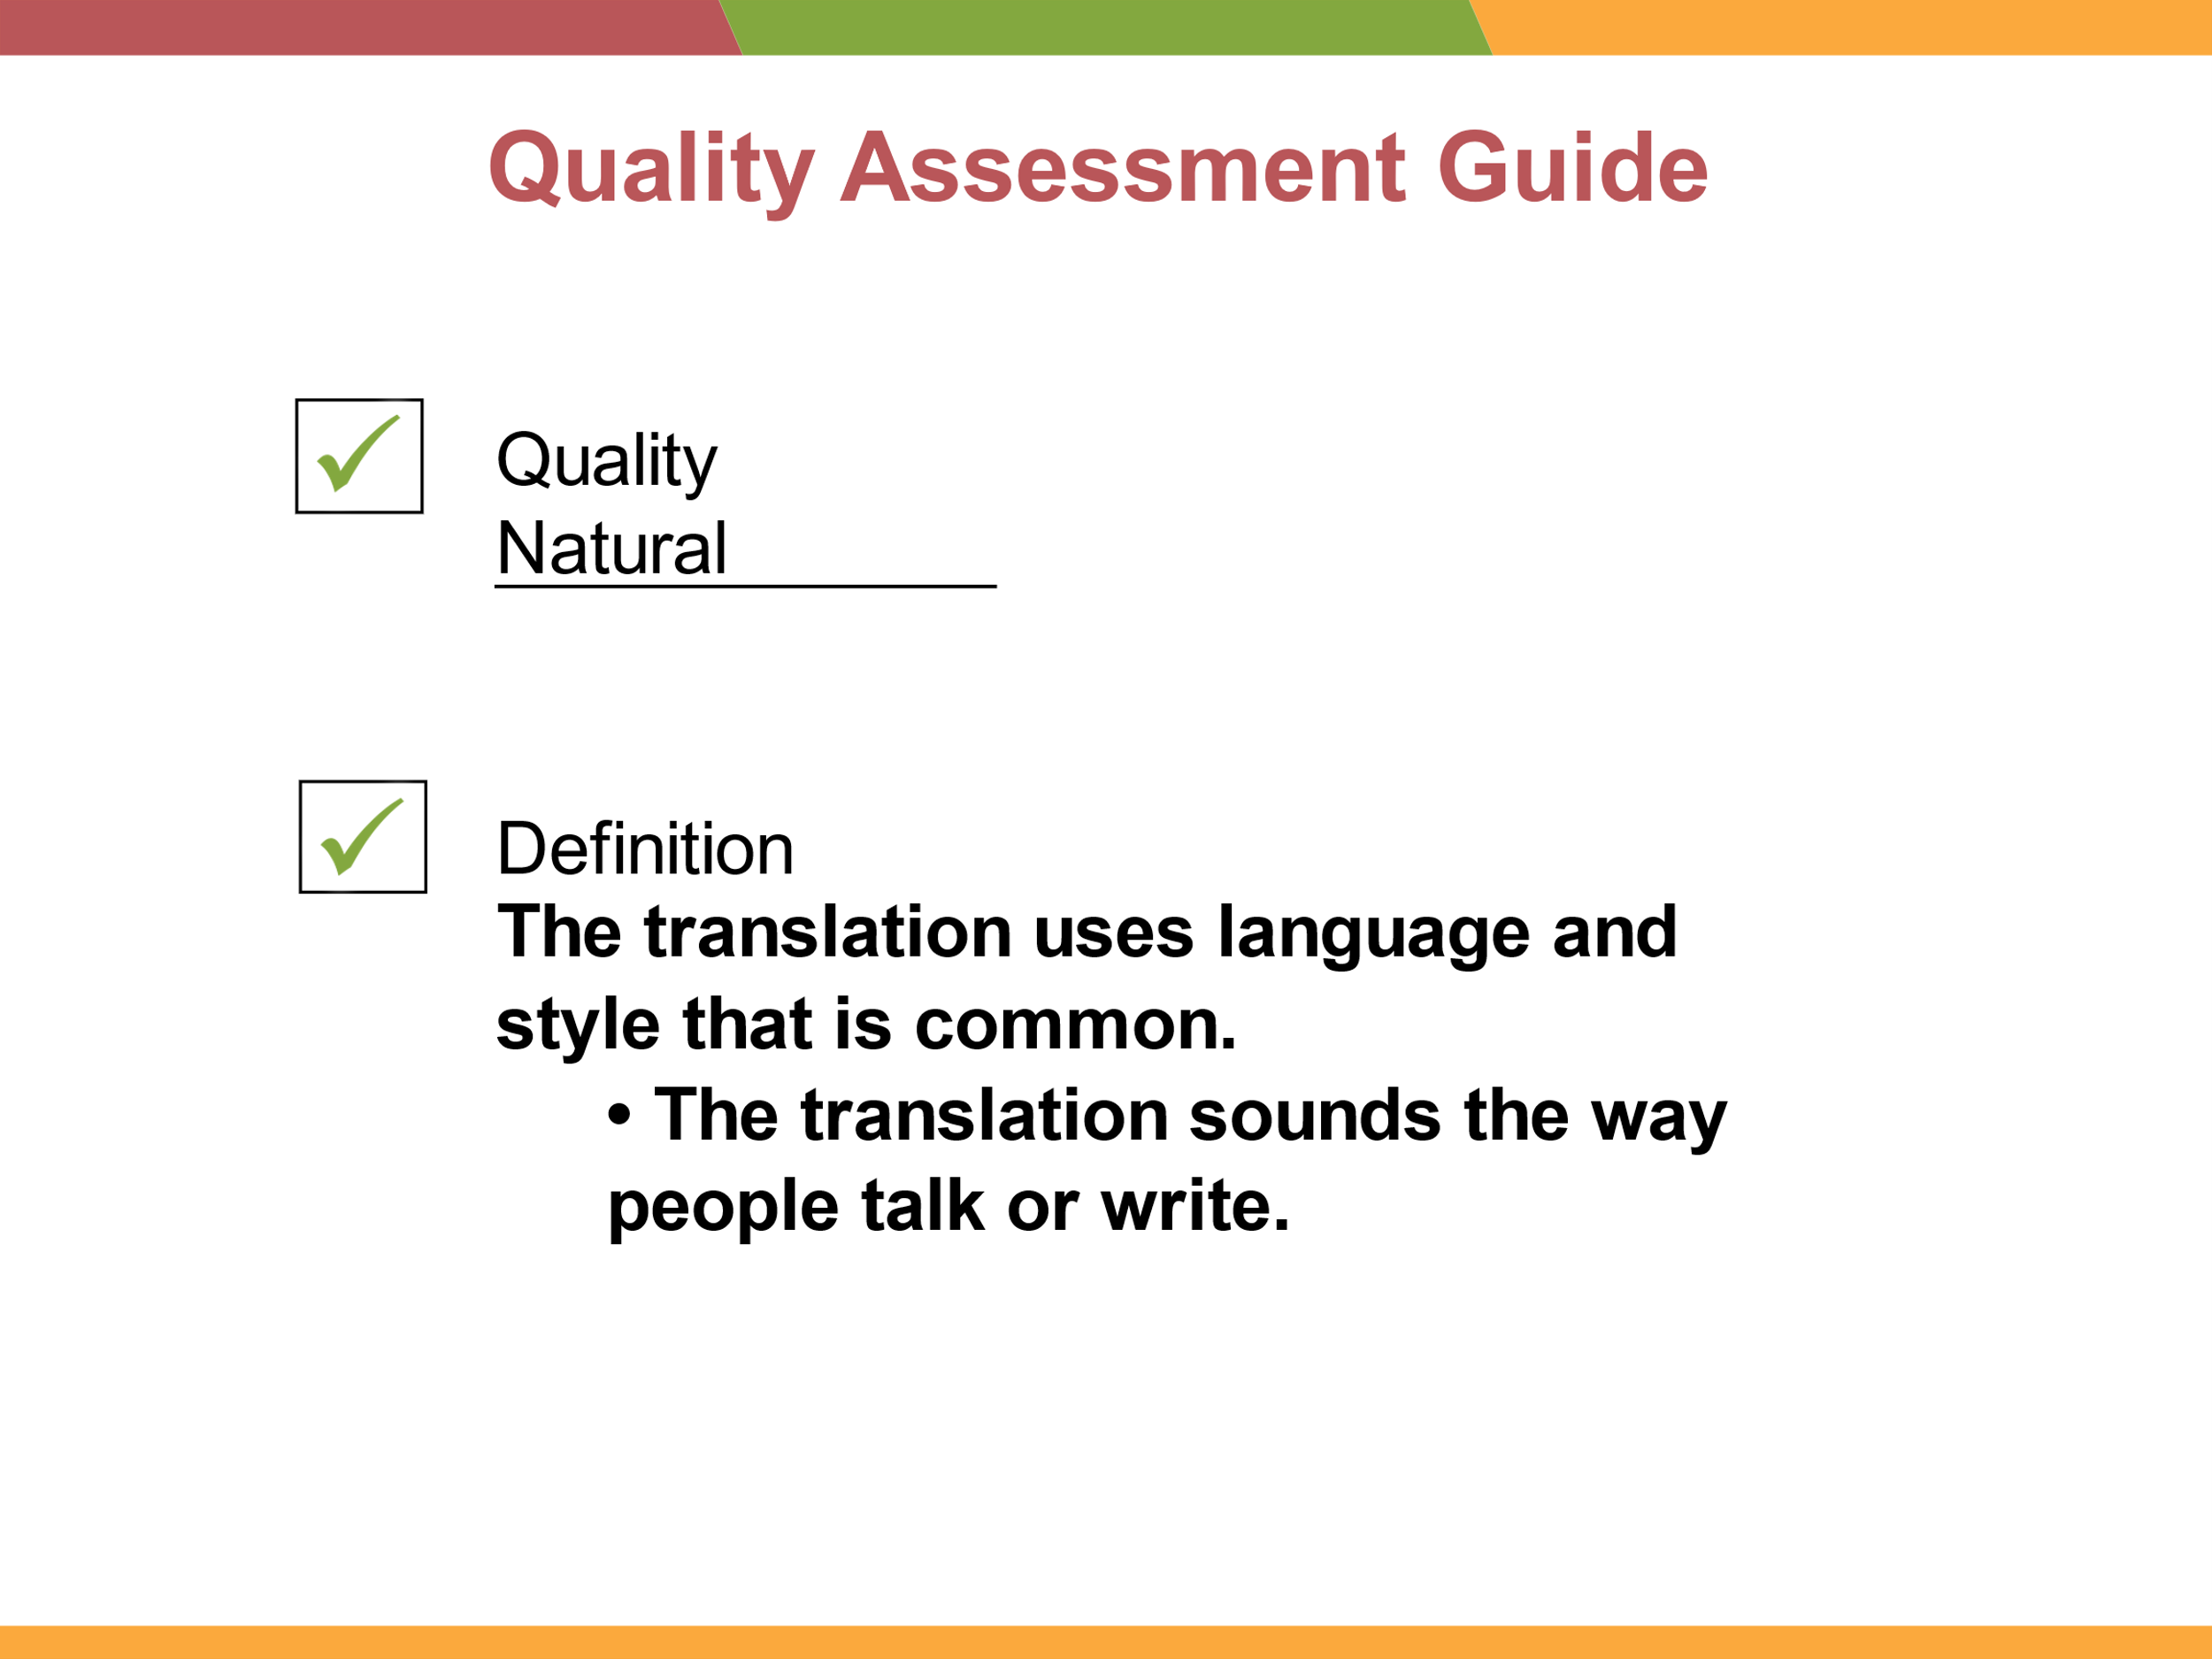 Quality Assessment Guide
Quality
Natural
Definition
The translation uses language and
style that is common.
• The translation sounds the way
people talk or write.